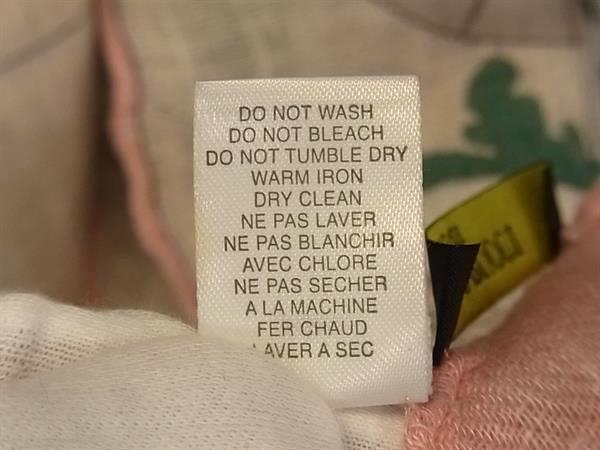 DO NOT WASH
DO NOT BLEACH
DO NOT TUMBLE DRY
WARM IRON
DRY CLEAN
NE PAS LAVER
NE PAS BLANCHIR
AVEC CHLORE
NE PAS SECHER
A LA MACHINE
FER CHAUD
LAVER A SEC